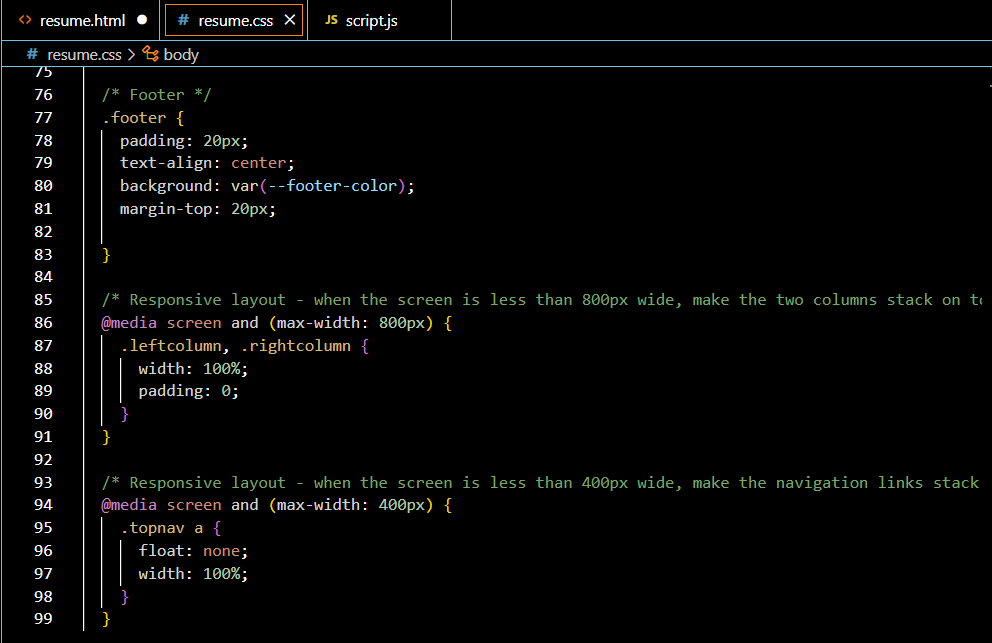 <> resume.html ●
# resume.css ×
JS script.js
# resume.css > body
75
76 /* Footer */
77 .footer {
78 padding: 20px;
79 text-align: center;
80 background: var(--footer-color);
81 margin-top: 20px;
82
83 }
84
85 /* Responsive layout - when the screen is less than 800px wide, make the two columns stack on to
86 @media screen and (max-width: 800px) {
87 .leftcolumn, .rightcolumn {
88 width: 100%;
89 padding: 0;
90 }
91 }
92
93 /* Responsive layout - when the screen is less than 400px wide, make the navigation links stack
94 @media screen and (max-width: 400px) {
95 .topnav a {
96 float: none;
97 width: 100%;
98 }
99 }